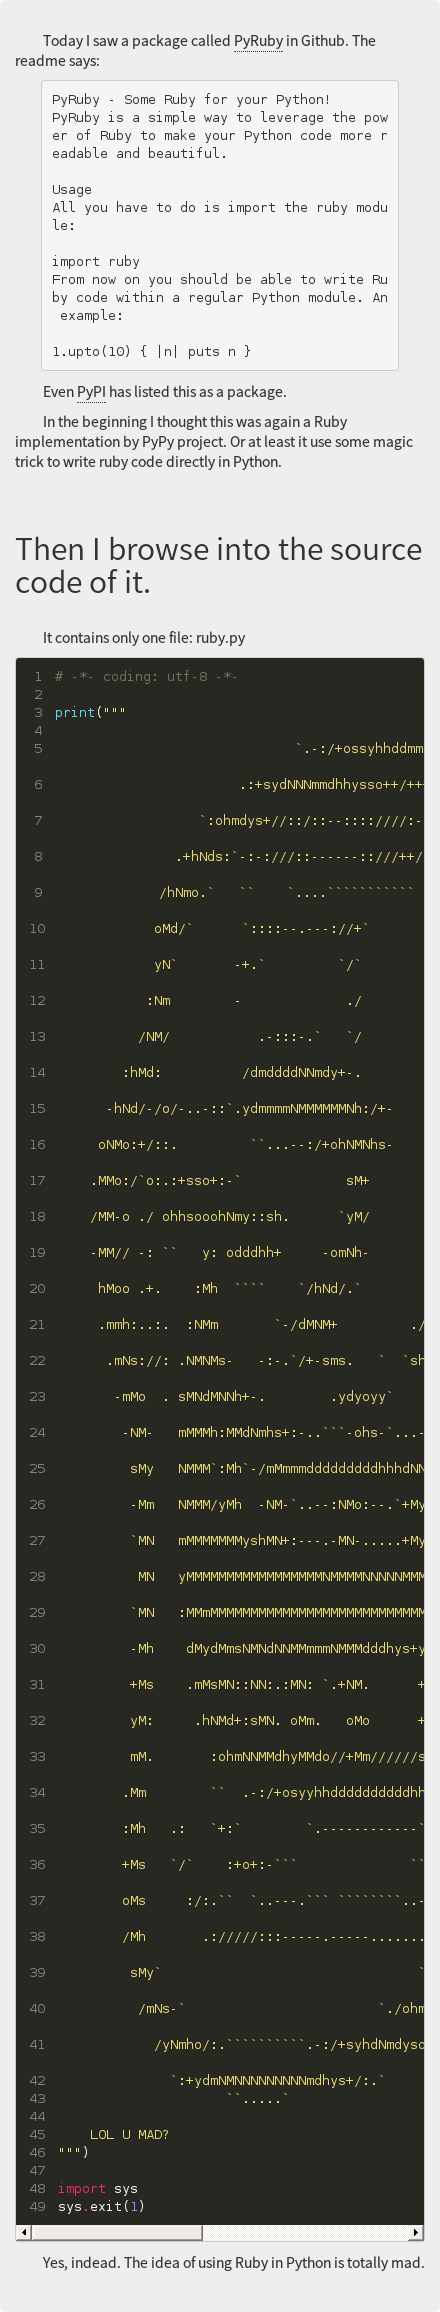 Today I saw a package called PyRuby in Github. The
readme says:
PyRuby - Some Ruby for your Python!
PyRuby is a simple way to leverage the pow
er of Ruby to make your Python code more r
eadable and beautiful.
Usage
All you have to do is import the ruby modu
le:
import ruby
From now on you should be able to write Ru
by code within a regular Python module. An
 example:
1.upto(10) { |n| puts n }
Even PyPI has listed this as a package.
In the beginning I thought this was again a Ruby
implementation by PyPy project. Or at least it use some magic
trick to write ruby code directly in Python.
Then I browse into the source
code of it.
It contains only one file: ruby.py
1 # -*- coding: utf-8 -*-
2
3 print("""
4
5 `.-:/+ossyhhddmm
6 .:+sydNNNmmdhhysso++/++
7 `:ohmdys+//::/::--::::////:-
8 .+hNds:`-:-:///::------::///++/
9 /hNmo.`   ``    `....```````````
10 oMd/`      `::::--.---://+`
11 yN`       -+.`         `/`
12 :Nm        -             ./
13 /NM/           .-:::-.`   `/
14 :hMd:          /dmddddNNmdy+-.
15 -hNd/-/o/-..-::`.ydmmmmNMMMMMMNh:/+-
16 oNMo:+/::.         ``...--:/+ohNMNhs-
17 .MMo:/`o:.:+sso+:-`             sM+
18 /MM-o ./ ohhsooohNmy::sh.      `yM/
19 -MM// -: ``   y: odddhh+     -omNh-
20 hMoo .+.    :Mh  ````    `/hNd/.`
21 .mmh:..:.  :NMm       `-/dMNM+         ./
22 .mNs://: .NMNMs-   -:-.`/+-sms.   `  `sh
23 -mMo  . sMNdMNNh+-.        .ydyoyy`
24 -NM-   mMMMh:MMdNmhs+:-..```-ohs-`...-
25 sMy   NMMM`:Mh`-/mMmmmdddddddddhhhdNN
26 -Mm   NMMM/yMh  -NM-`..--:NMo:--.`+My
27 `MN   mMMMMMMMyshMN+:---.-MN-.....+My
28 MN   yMMMMMMMMMMMMMMMMMNMMMMNNNNNMMM
29 `MN   :MMmMMMMMMMMMMMMMMMMMMMMMMMMMM
30 -Mh    dMydMmsNMNdNNMMmmmNMMMdddhys+y
31 +Ms    .mMsMN::NN:.:MN: `.+NM.      +
32 yM:     .hNMd+:sMN. oMm.   oMo      +
33 mM.       :ohmNNMMdhyMMdo//+Mm//////s
34 .Mm        ``  .-:/+osyyhhddddddddddhh
35 :Mh   .:   `+:`        `.------------`
36 +Ms   `/`    :+o+:-```              ``
37 oMs     :/:.``  `..---.``` ````````..-
38 /Mh       .://///:::-----.-----.......
39 sMy`                                `
40 /mNs-`                        `./ohm
41 /yNmho/:.``````````.-:/+syhdNmdyso
42 `:+ydmNMNNNNNNNNNmdhys+/:.`
43 ``.....`
44
45 LOL U MAD?
46 """)
47
48 import sys
49 sys.exit(1)
Yes, indead. The idea of using Ruby in Python is totally mad.